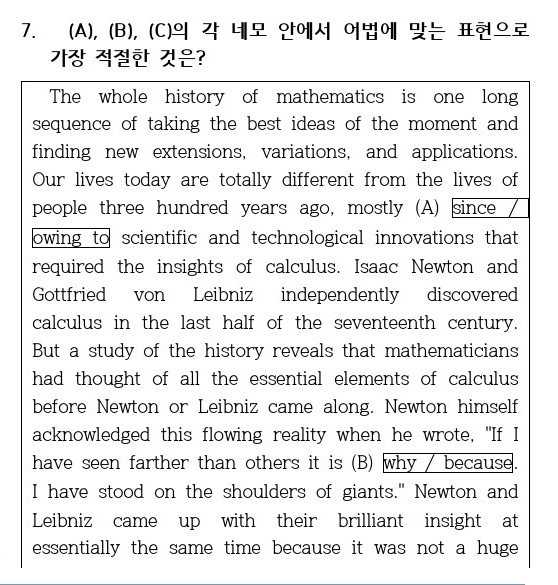 7. (A), (B), (C)의 각 네모 안에서 어법에 맞는 표현으로
가장 적절한 것은?
The whole history of mathematics is one long
sequence of taking the best ideas of the moment and
finding new extensions, variations, and applications.
Our lives today are totally different from the lives of
people three hundred years ago, mostly (A) since /
owing to scientific and technological innovations that
required the insights of calculus. Isaac Newton and
Gottfried von Leibniz independently discovered
calculus in the last half of the seventeenth century.
But a study of the history reveals that mathematicians
had thought of all the essential elements of calculus
before Newton or Leibniz came along. Newton himself
acknowledged this flowing reality when he wrote, "If I
have seen farther than others it is (B) why / because.
I have stood on the shoulders of giants." Newton and
Leibniz came up with their brilliant insight at
essentially the same time because it was not a huge